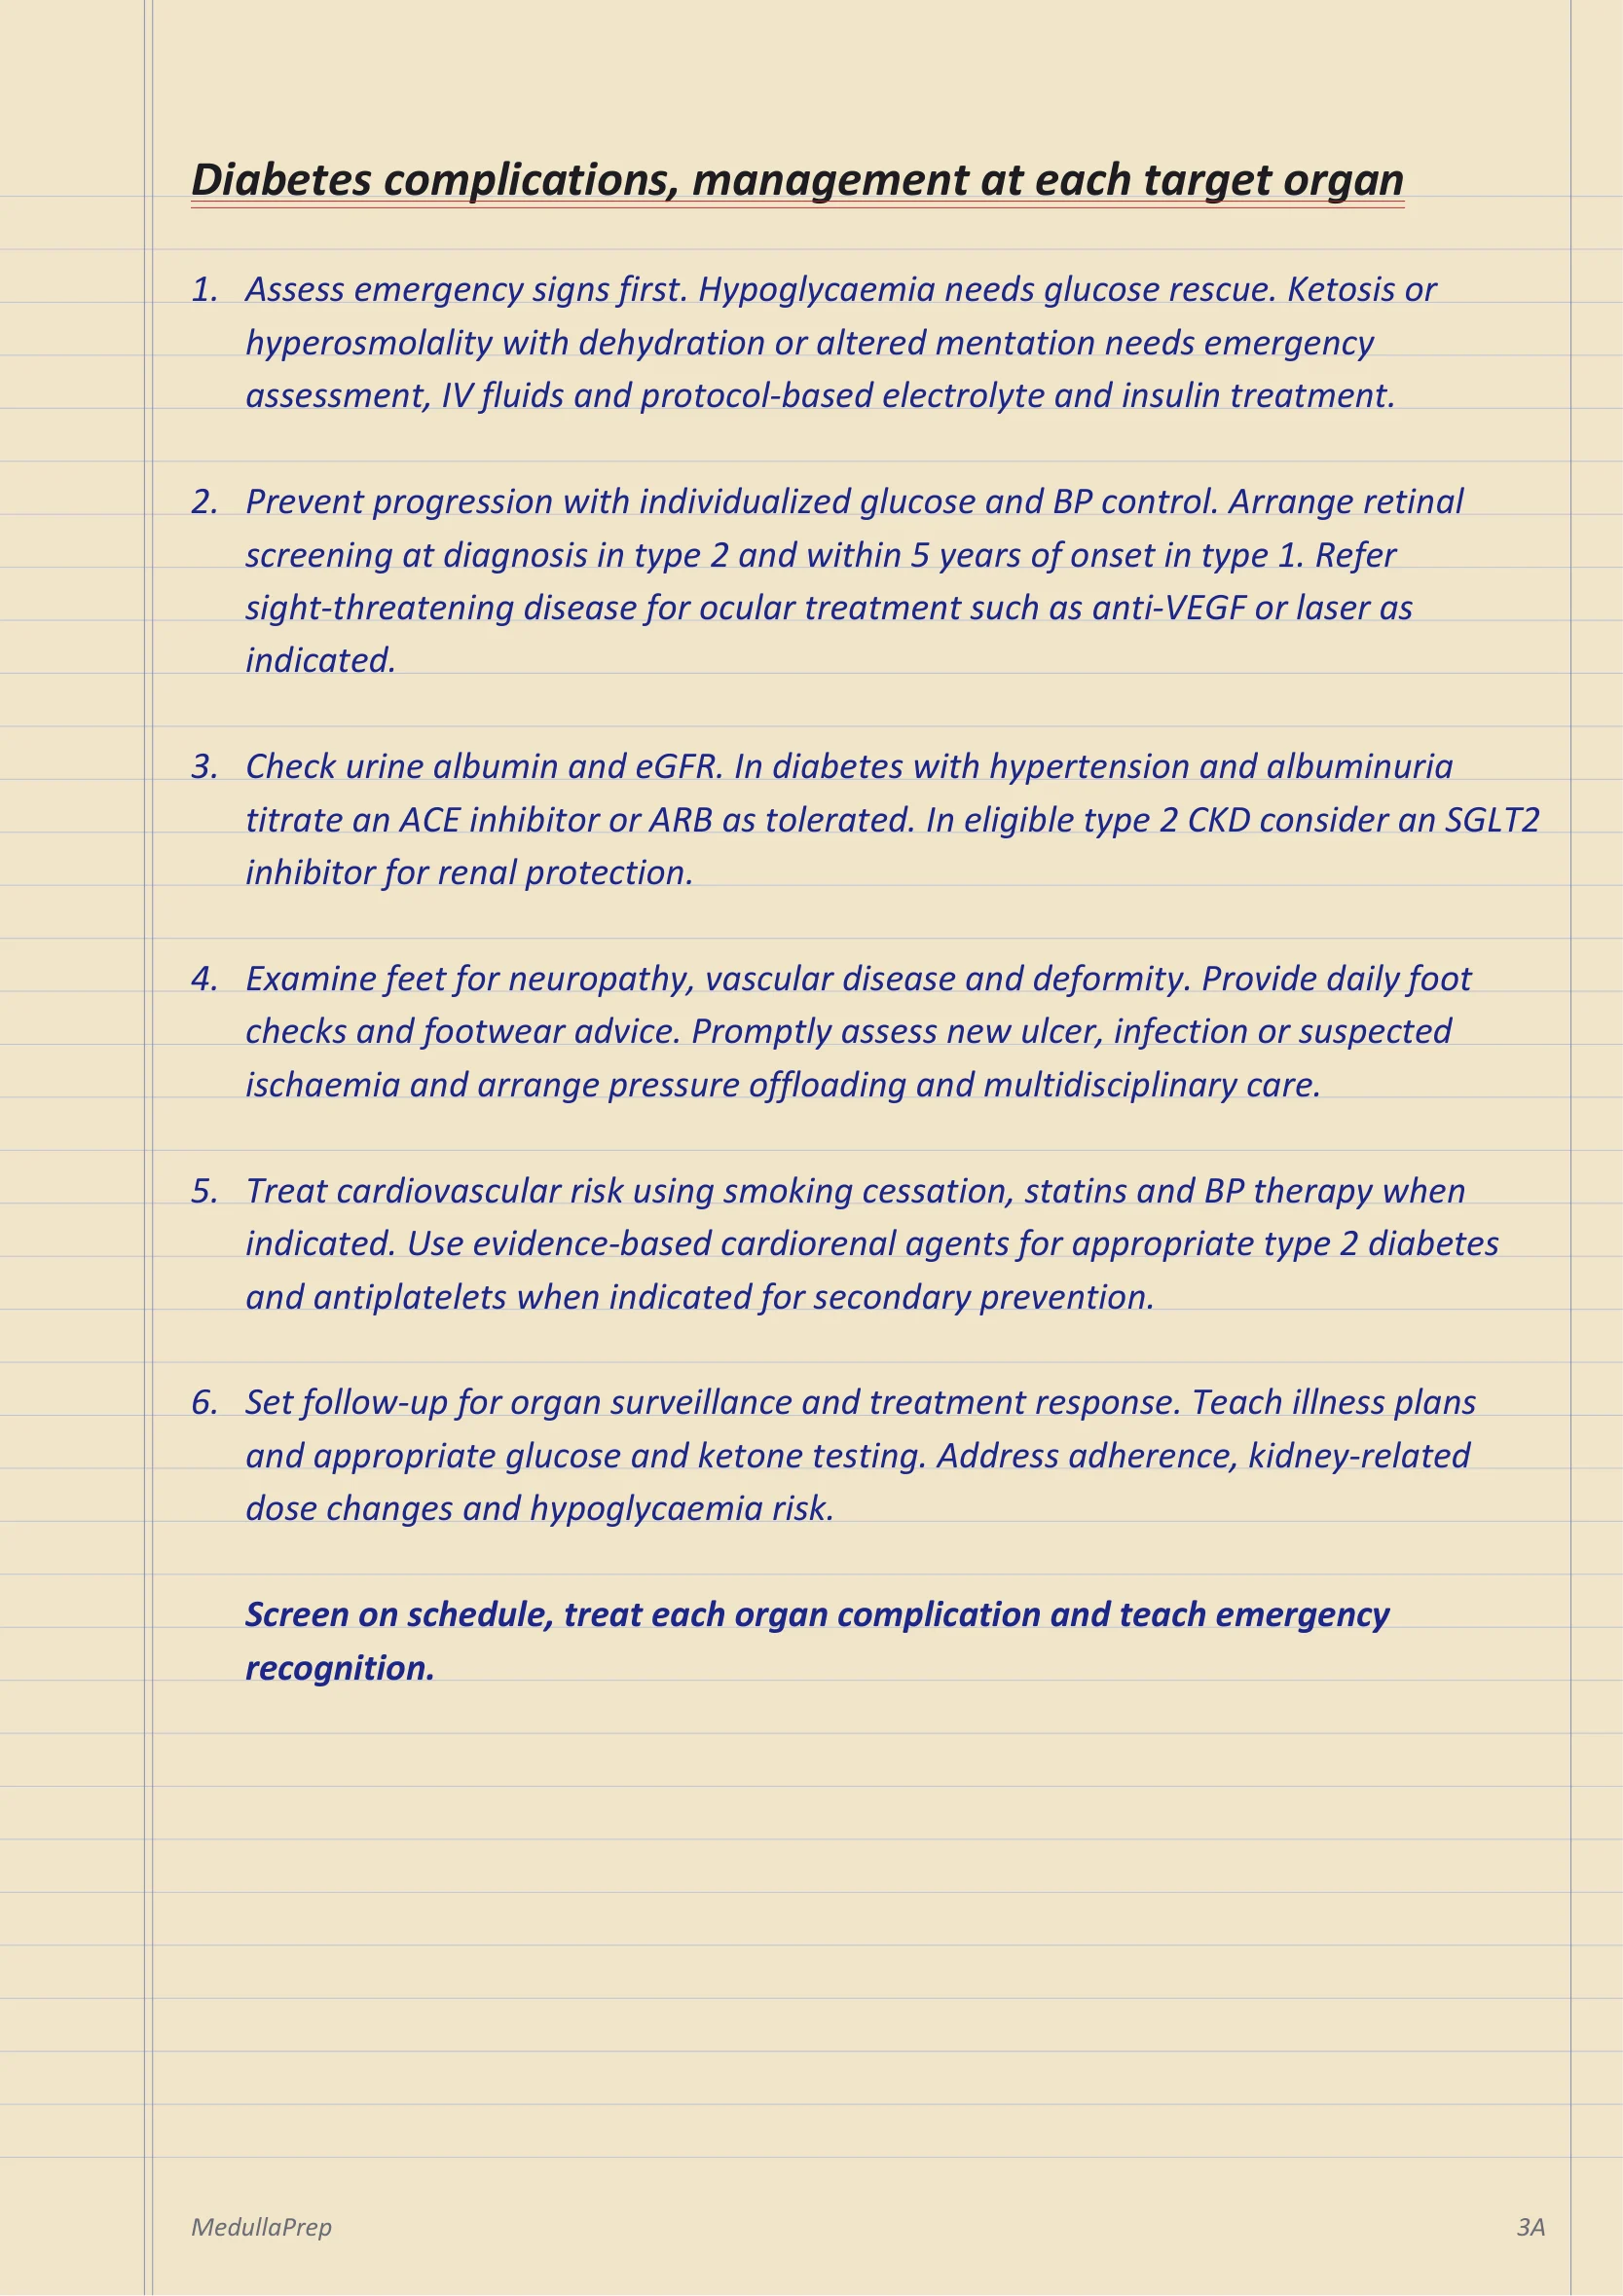 Diabetes complications, management at each target organ
1. Assess emergency signs first. Hypoglycaemia needs glucose rescue. Ketosis or
hyperosmolality with dehydration or altered mentation needs emergency
assessment, IV fluids and protocol-based electrolyte and insulin treatment.
2. Prevent progression with individualized glucose and BP control. Arrange retinal
screening at diagnosis in type 2 and within 5 years of onset in type 1. Refer
sight-threatening disease for ocular treatment such as anti-VEGF or laser as
indicated.
3. Check urine albumin and eGFR. In diabetes with hypertension and albuminuria
titrate an ACE inhibitor or ARB as tolerated. In eligible type 2 CKD consider an SGLT2
inhibitor for renal protection.
4. Examine feet for neuropathy, vascular disease and deformity. Provide daily foot
checks and footwear advice. Promptly assess new ulcer, infection or suspected
ischaemia and arrange pressure offloading and multidisciplinary care.
5. Treat cardiovascular risk using smoking cessation, statins and BP therapy when
indicated. Use evidence-based cardiorenal agents for appropriate type 2 diabetes
and antiplatelets when indicated for secondary prevention.
6. Set follow-up for organ surveillance and treatment response. Teach illness plans
and appropriate glucose and ketone testing. Address adherence, kidney-related
dose changes and hypoglycaemia risk.
Screen on schedule, treat each organ complication and teach emergency
recognition.
MedullaPrep
3A